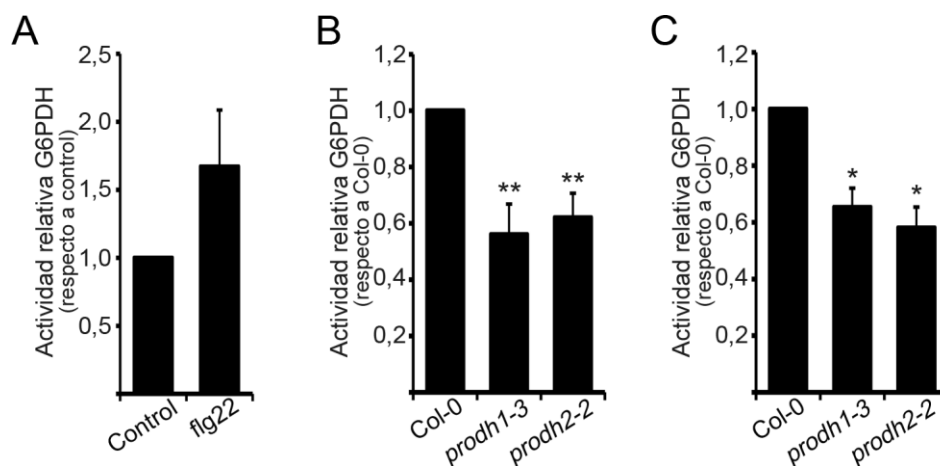 A
Actividad relativa G6PDH
(respecto a control)
2,5
2,0
1,5
1,0
0,5
Control
flg22
B
Actividad relativa G6PDH
(respecto a Col-0)
1,2
1,0
0,8
0,6
0,4
0,2
**
**
Col-0
prodh1-3
prodh2-2
C
Actividad relativa G6PDH
(respecto a Col-0)
1,2
1,0
0,8
0,6
0,4
0,2
*
*
Col-0
prodh1-3
prodh2-2